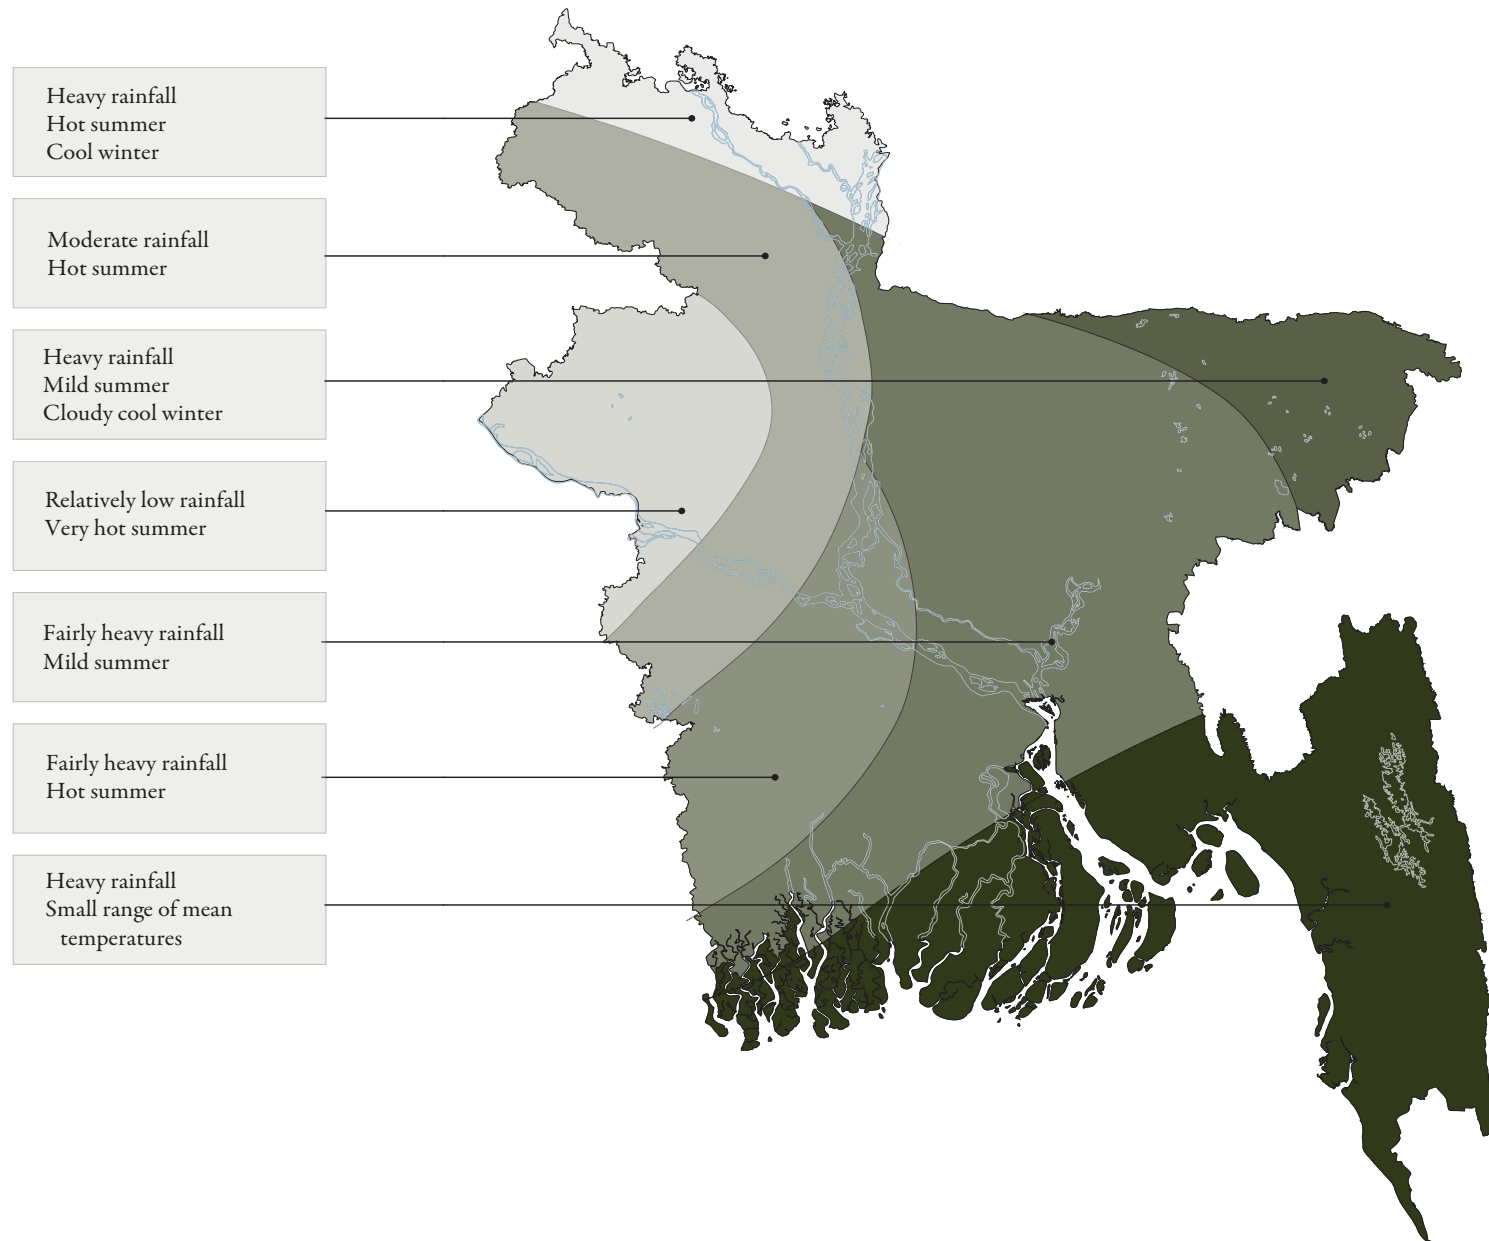 Heavy rainfall
Hot summer
Cool winter
Moderate rainfall
Hot summer
Heavy rainfall
Mild summer
Cloudy cool winter
Relatively low rainfall
Very hot summer
Fairly heavy rainfall
Mild summer
Fairly heavy rainfall
Hot summer
Heavy rainfall
Small range of mean
temperatures